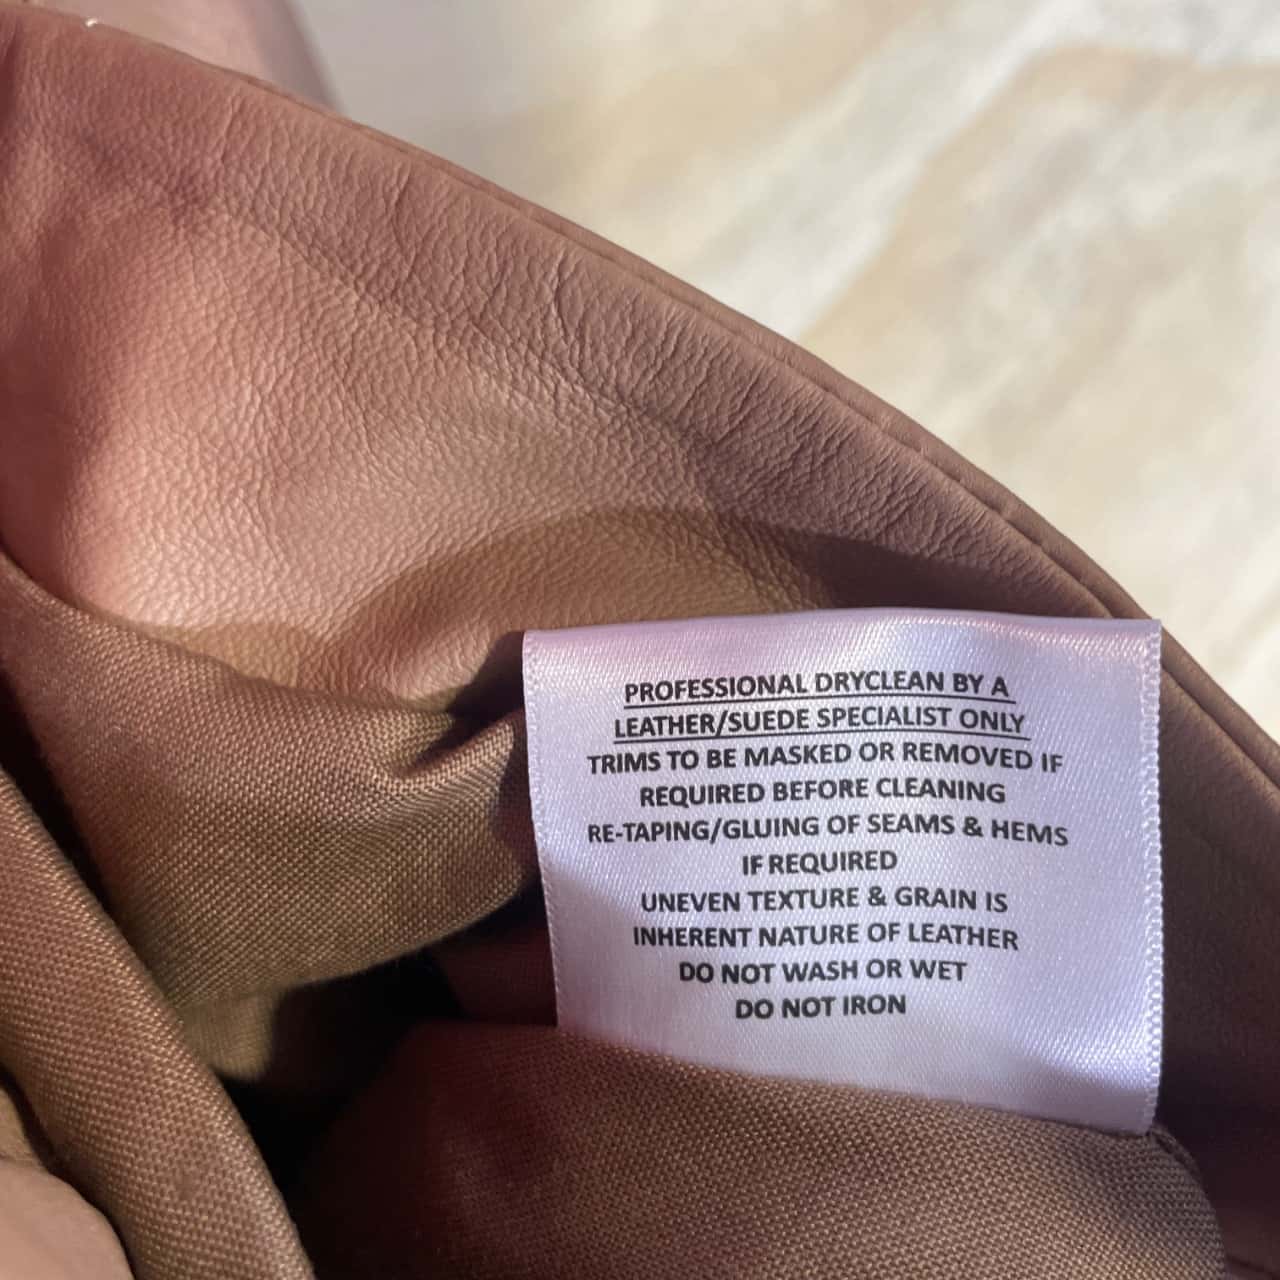 PROFESSIONAL DRYCLEAN BY A
LEATHER/SUEDE SPECIALIST ONLY
TRIMS TO BE MASKED OR REMOVED IF
REQUIRED BEFORE CLEANING
RE-TAPING/GLUING OF SEAMS & HEMS
IF REQUIRED
UNEVEN TEXTURE & GRAIN IS
INHERENT NATURE OF LEATHER
DO NOT WASH OR WET
DO NOT IRON